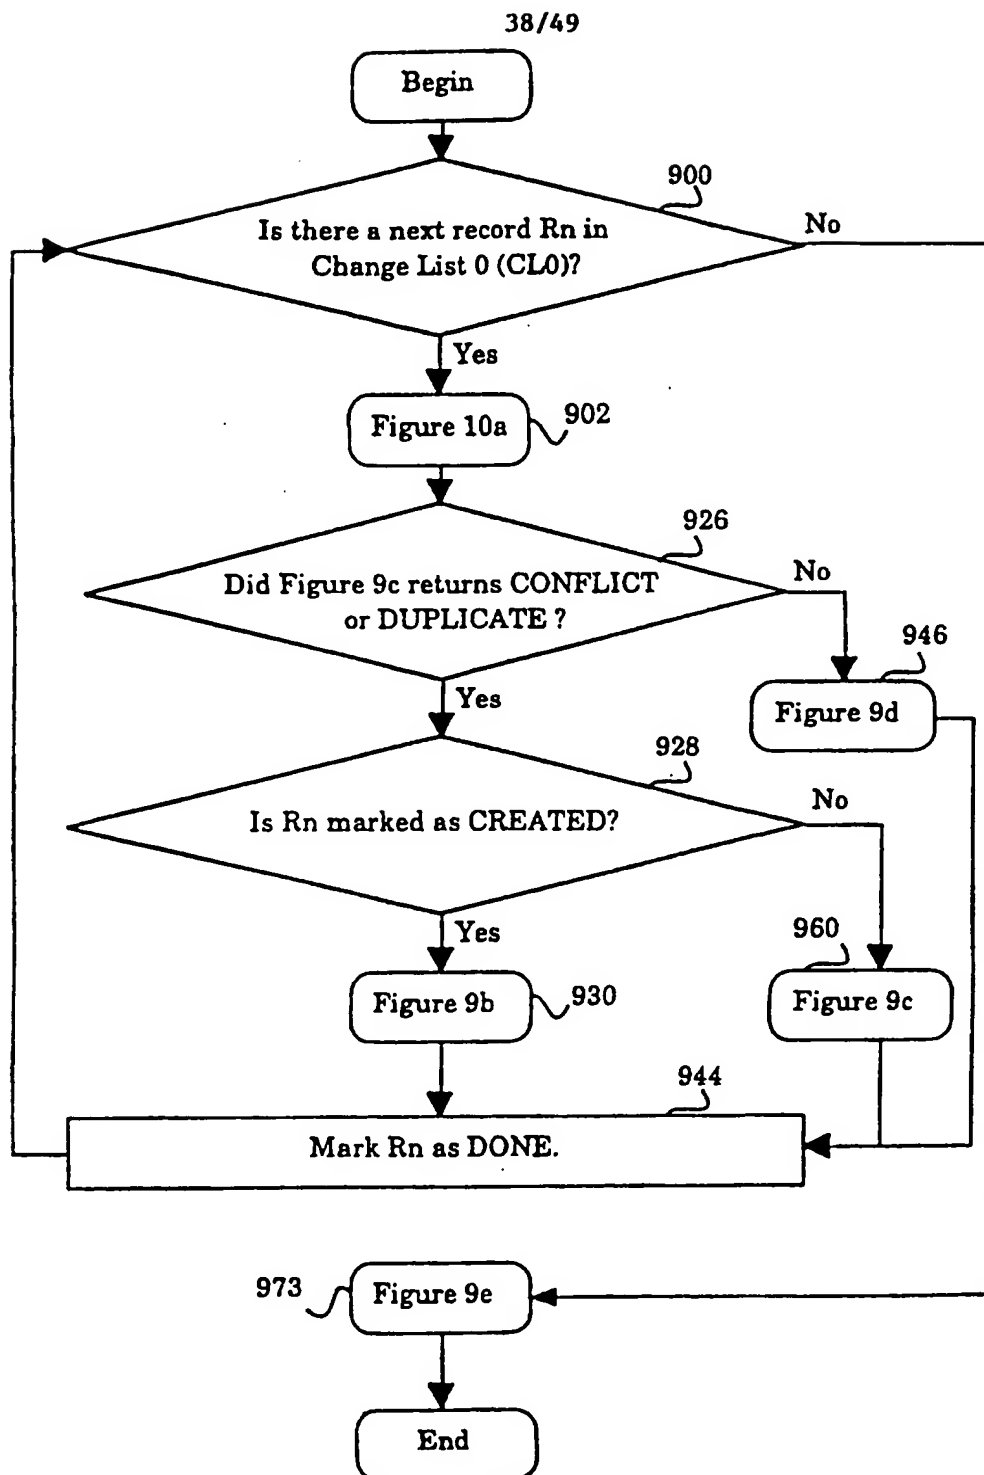 38/49
Begin
900
Is there a next record Rn in
Change List 0 (CL0)?
No
Yes
Figure 10a
902
926
Did Figure 9c returns CONFLICT
or DUPLICATE ?
No
946
Yes
Figure 9d
928
Is Rn marked as CREATED?
No
Yes
960
Figure 9b
930
Figure 9c
944
Mark Rn as DONE.
973
Figure 9e
End